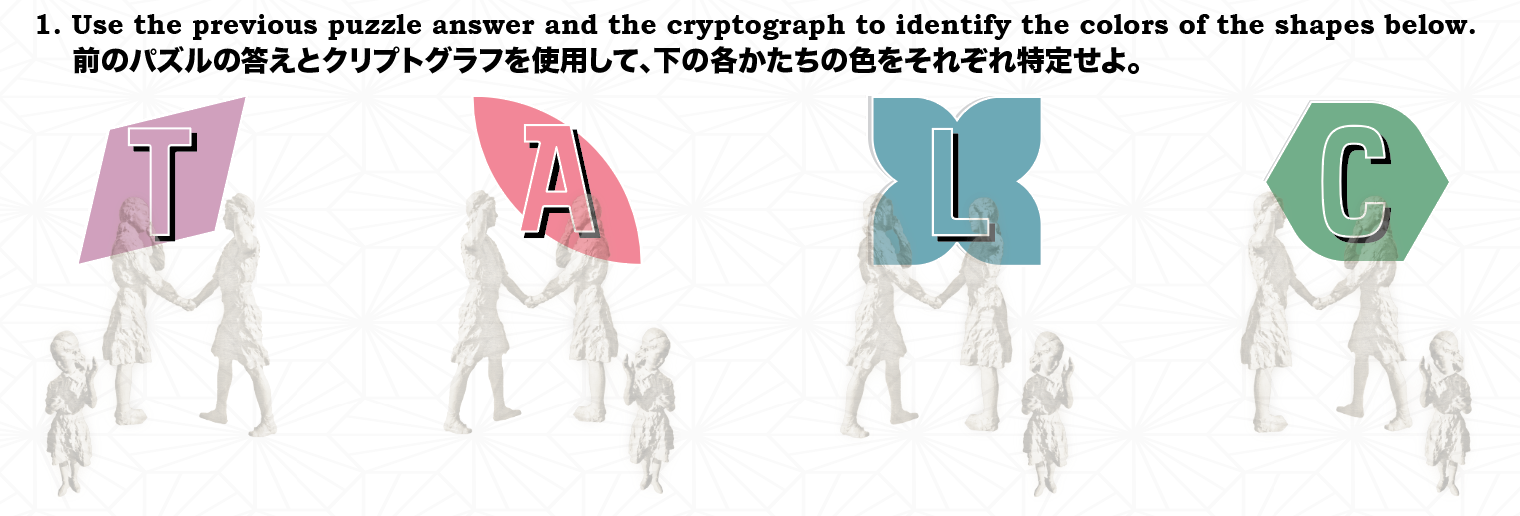 1. Use the previous puzzle answer and the cryptograph to identify the colors of the shapes below.
前のパズルの答えとクリプトグラフを使用して、下の各かたちの色をそれぞれ特定せよ。
T A L C